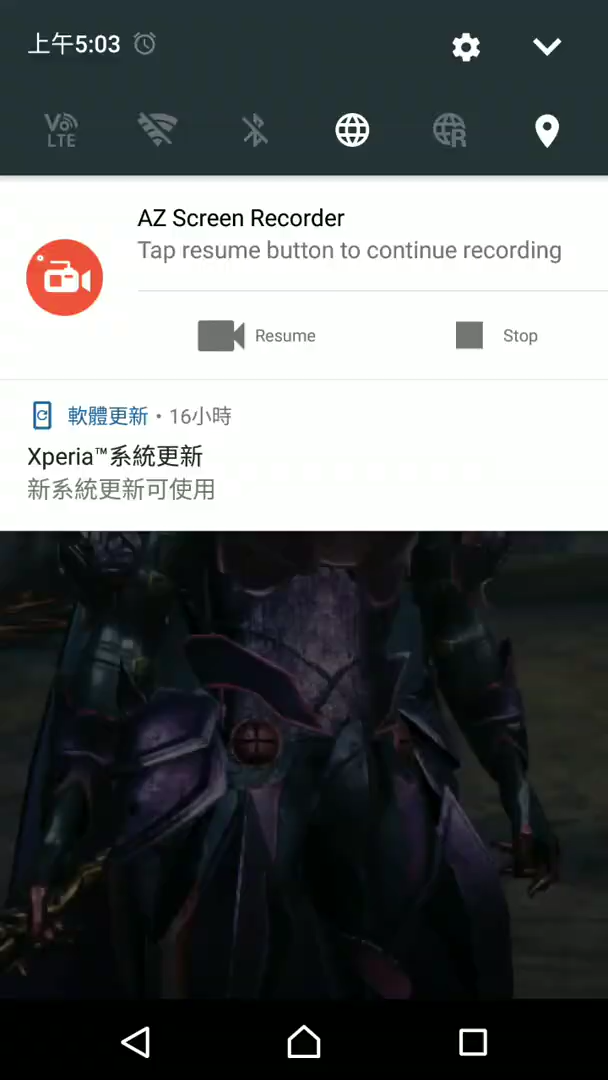 上午5:03
VoLTE
R
AZ Screen Recorder
Tap resume button to continue recording
Resume
Stop
軟體更新 • 16小時
Xperia™系統更新
新系統更新可使用